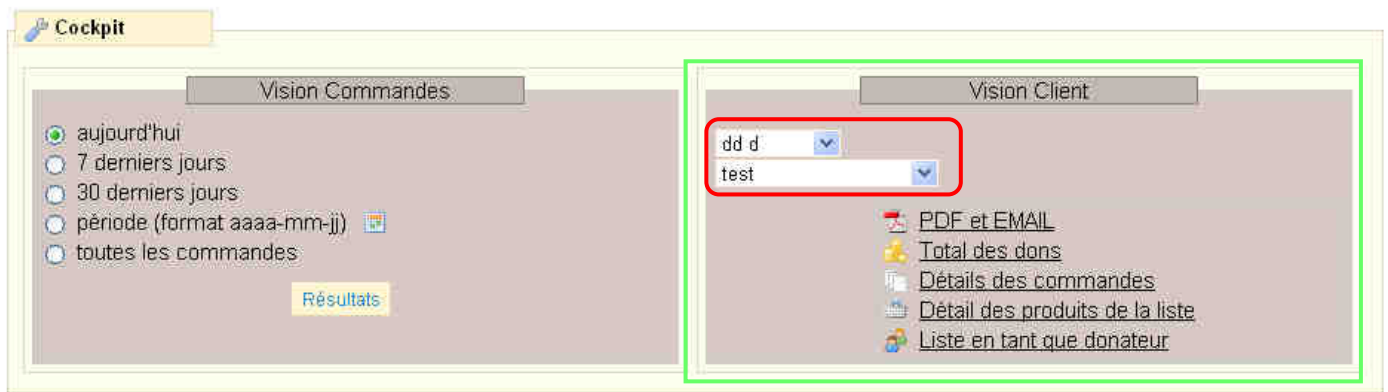 Cockpit
Vision Commandes
aujourd'hui
7 derniers jours
30 derniers jours
période (format aaaa-mm-jj)
toutes les commandes
Résultats
Vision Client
dd d
test
PDF et EMAIL
Total des dons
Détails des commandes
Détail des produits de la liste
Liste en tant que donateur